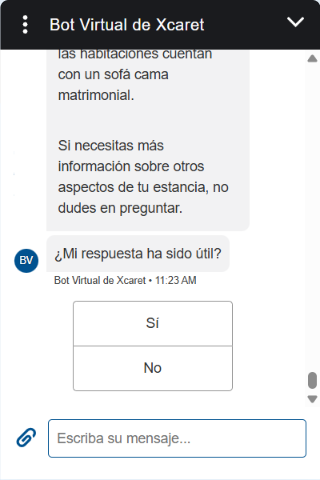 Bot Virtual de Xcaret
las habitaciones cuentan
con un sofá cama
matrimonial.
Si necesitas más
información sobre otros
aspectos de tu estancia, no
dudes en preguntar.
¿Mi respuesta ha sido útil?
BV
Bot Virtual de Xcaret • 11:23 AM
Sí
No
Escriba su mensaje...